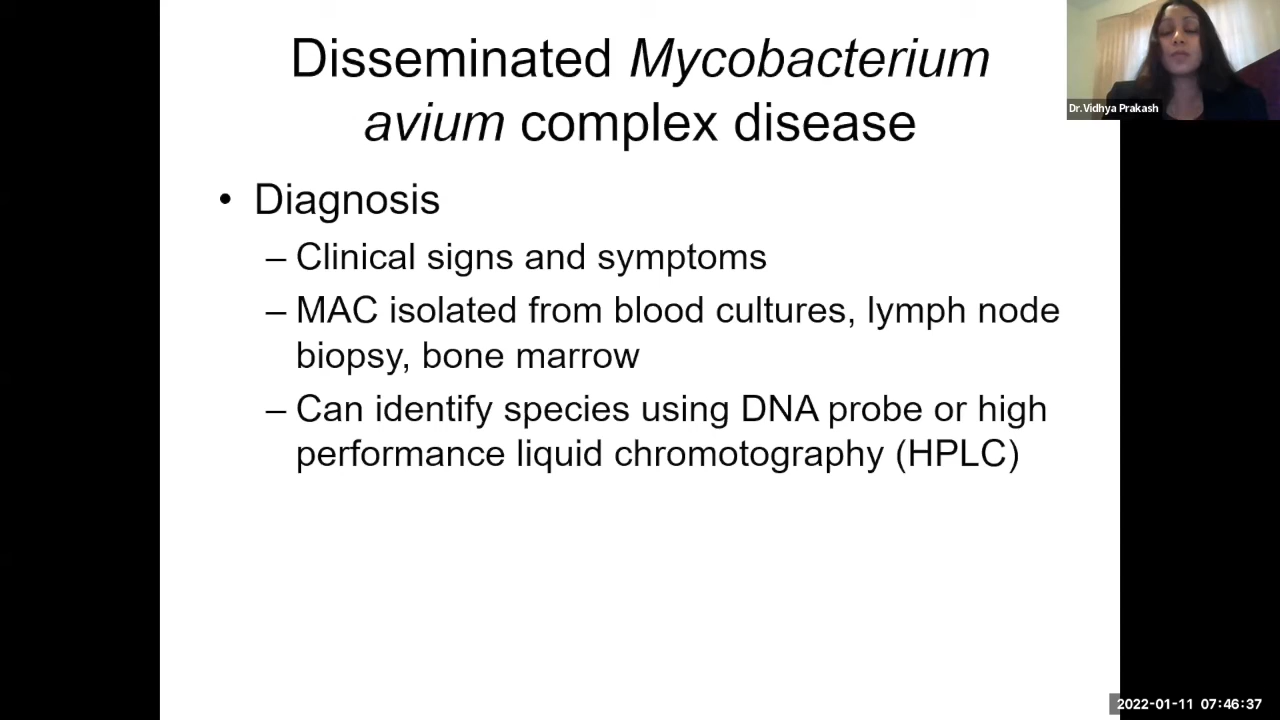 Disseminated Mycobacterium
avium complex disease
Dr.Vidhya Prakash
• Diagnosis
– Clinical signs and symptoms
– MAC isolated from blood cultures, lymph node
biopsy, bone marrow
– Can identify species using DNA probe or high
performance liquid chromotography (HPLC)
2022-01-11 07:46:37